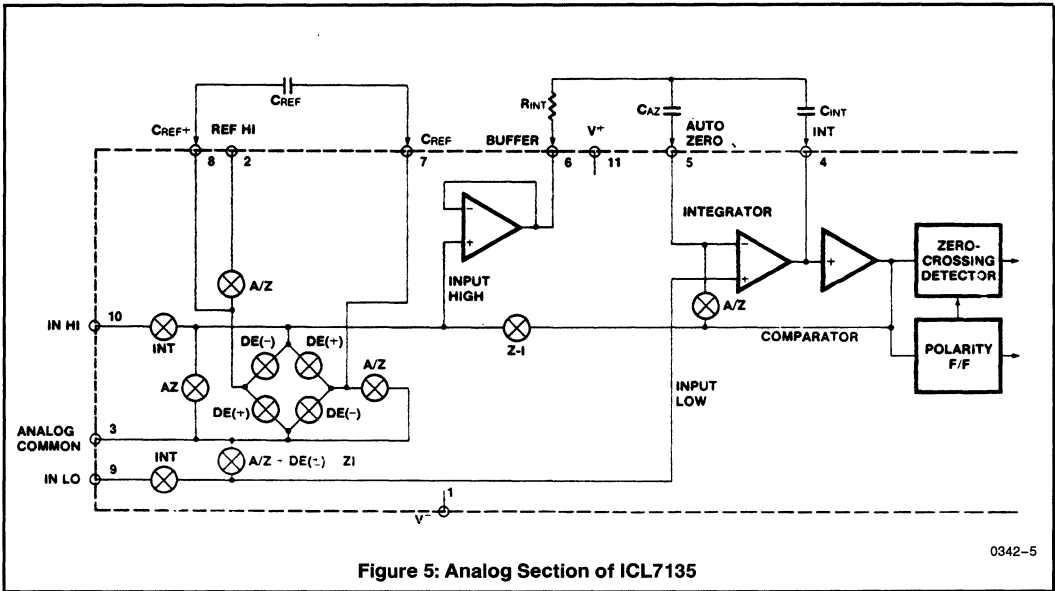 CREF
RINT
CAZ
CINT
CREF+
REF HI
CREF
BUFFER
V+
AUTO
ZERO
INT
8
2
7
6
11
5
4
INTEGRATOR
−
+
INPUT
HIGH
−
+
+
ZERO-
CROSSING
DETECTOR
A/Z
A/Z
IN HI
10
INT
Z-I
COMPARATOR
POLARITY
F/F
DE(−)
DE(+)
A/Z
AZ
DE(+)
DE(−)
INPUT
LOW
ANALOG
COMMON
3
INT
A/Z
DE(±)
ZI
IN LO
9
1
V−
0342–5
Figure 5: Analog Section of ICL7135